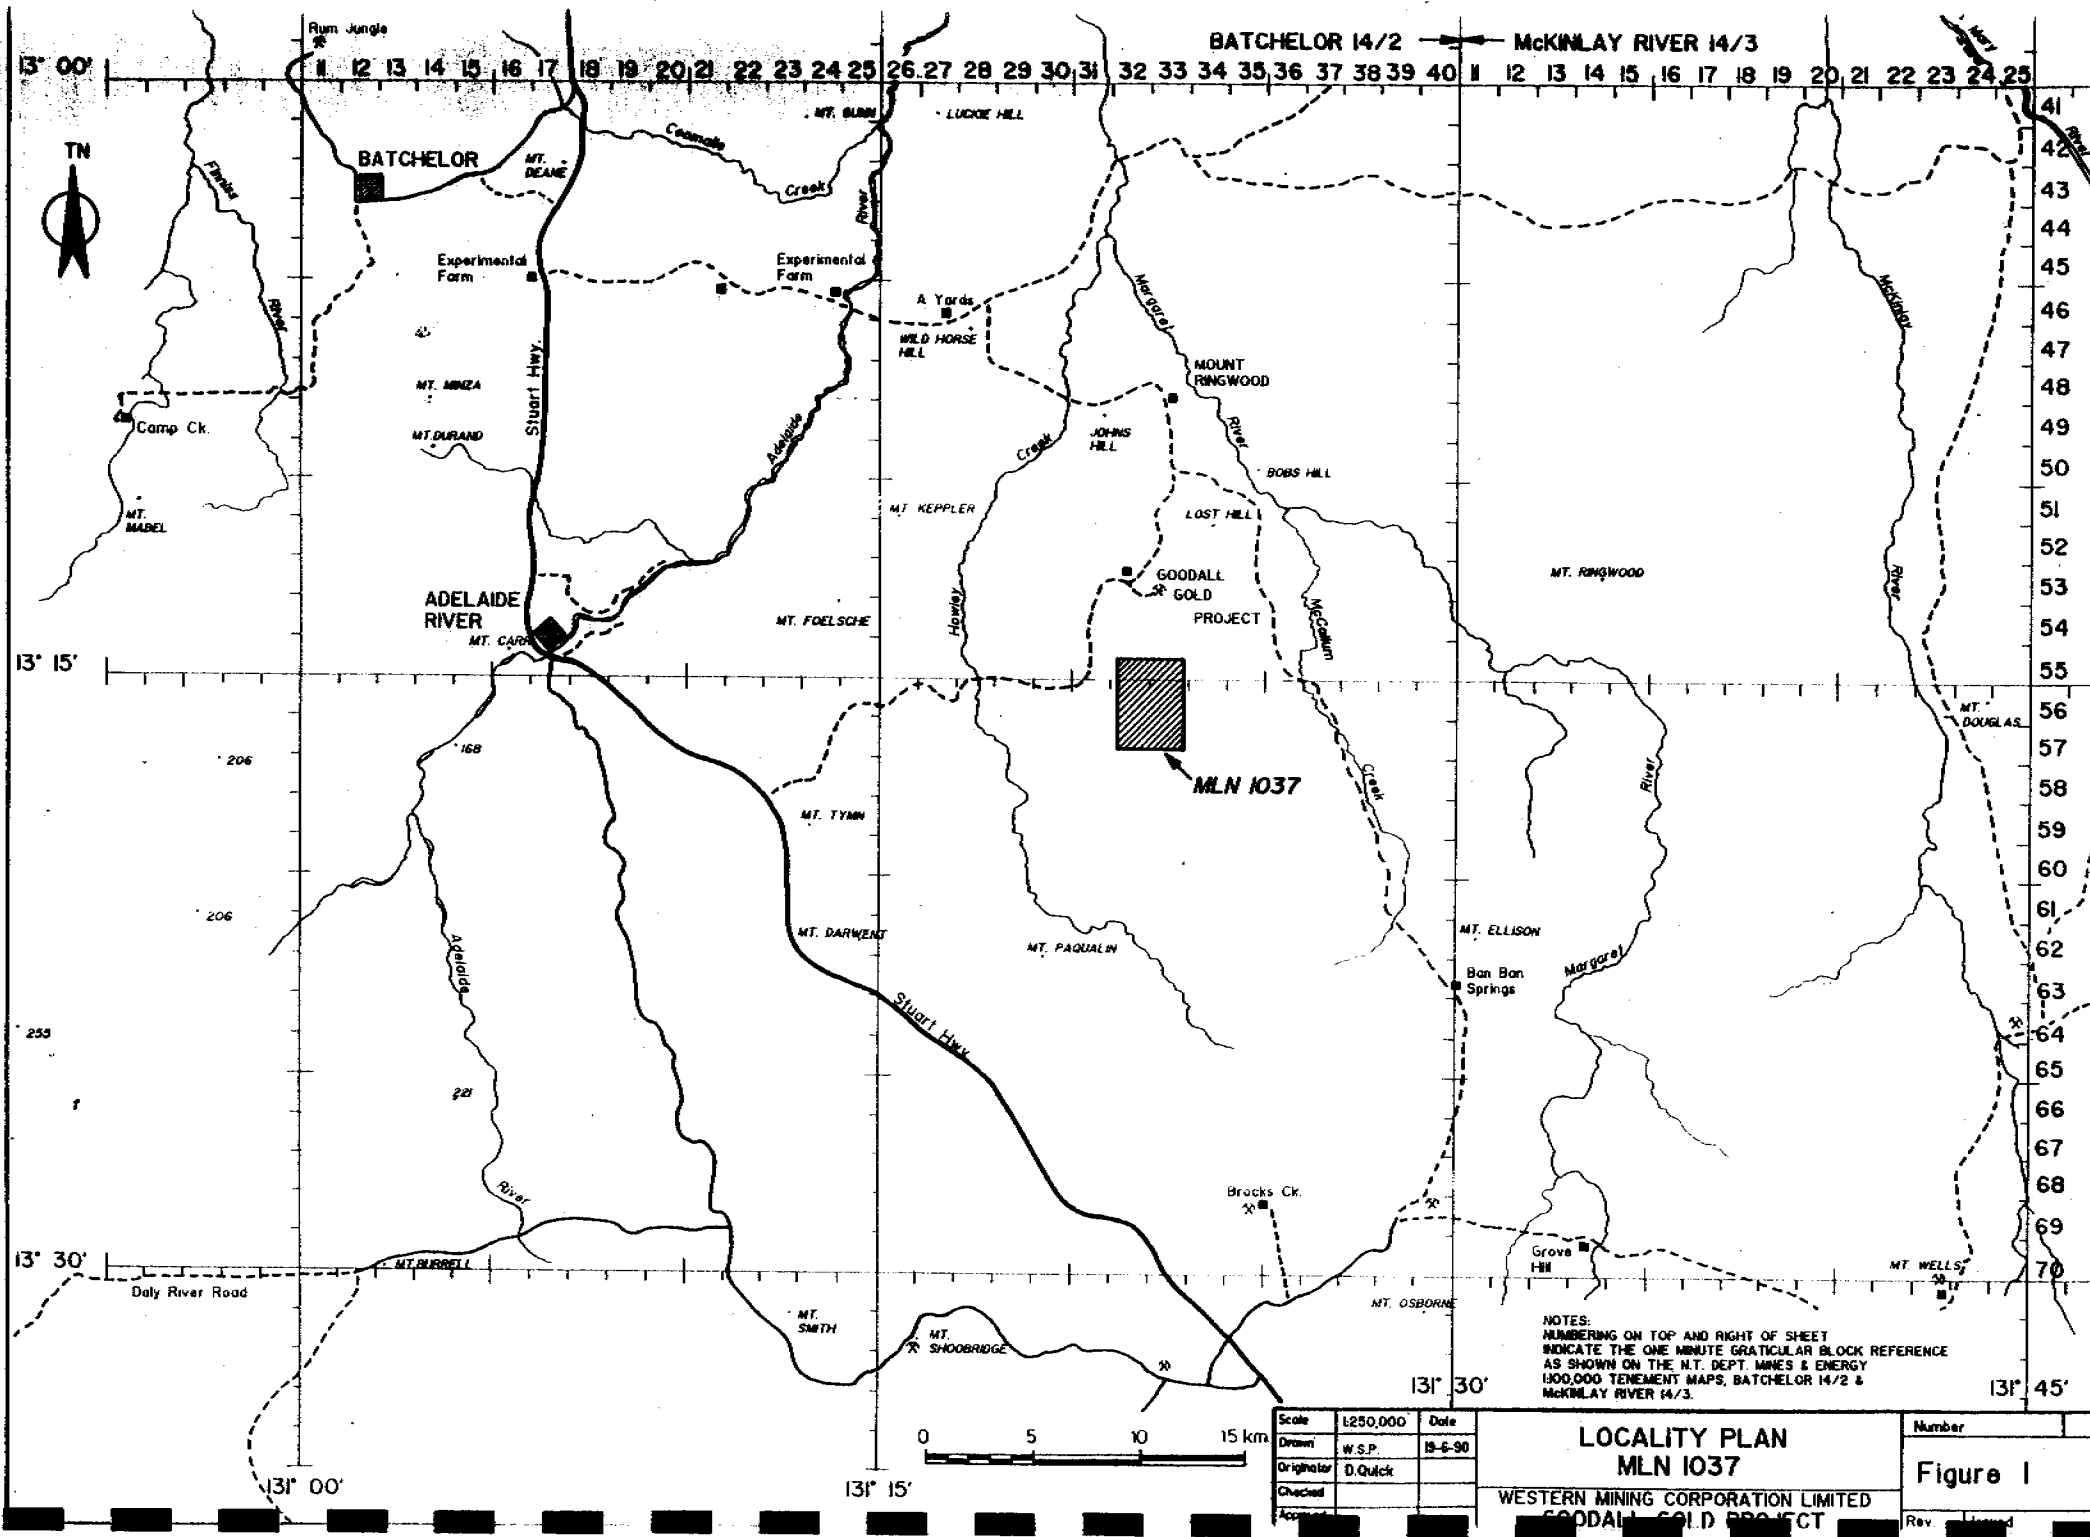 Rum Jungle
BATCHELOR 14/2
McKINLAY RIVER 14/3
Mary
13° 00'
11 12 13 14 15 16 17 18 19 20 21 22 23 24 25 26 27 28 29 30 31 32 33 34 35 36 37 38 39 40 11 12 13 14 15 16 17 18 19 20 21 22 23 24 25
41
42
43
44
45
46
47
48
49
50
51
52
53
54
55
56
57
58
59
60
61
62
63
64
65
66
67
68
69
70
River
TN
MT. GUNN
LUCKIE HILL
Coomalie
Creek
BATCHELOR
MT.
DEANE
Finniss
River
River
Experimental
Farm
Experimental
Farm
A Yards
WILD HORSE
HILL
Margaret
McKinlay
MOUNT
RINGWOOD
Stuart Hwy.
MT. MINZA
Camp Ck.
MT. DURAND
Adelaide
Creek
JOHNS
HILL
River
BOBS HILL
MT.
MABEL
MT KEPPLER
LOST HILL
MT. RINGWOOD
River
GOODALL
GOLD
PROJECT
ADELAIDE
RIVER
MT. CARR
MT. FOELSCHE
Howley
McCallum
13° 15'
MT.
DOUGLAS
168
206
MLN 1037
Creek
River
MT. TYMN
206
Adelaide
MT. DARWENT
MT. PAQUALIN
MT. ELLISON
Margaret
Ban Ban
Springs
Stuart Hwy
255
221
River
Brocks Ck.
Grove
Hill
MT. WELLS
13° 30'
MT. BURRELL
Daly River Road
MT.
SMITH
MT.
SHOOBRIDGE
MT. OSBORNE
NOTES:
NUMBERING ON TOP AND RIGHT OF SHEET
INDICATE THE ONE MINUTE GRATICULAR BLOCK REFERENCE
AS SHOWN ON THE N.T. DEPT. MINES & ENERGY
1:100,000 TENEMENT MAPS, BATCHELOR 14/2 &
McKINLAY RIVER 14/3.
131° 30'
131° 45'
0 5 10 15 km
131° 00'
131° 15'
Scale 1:250,000 Date
Drawn W.S.P. 19-6-90
Originator D.Quick
Checked
LOCALITY PLAN
MLN 1037
WESTERN MINING CORPORATION LIMITED
GOODALL GOLD PROJECT
Number
Figure 1
Rev.